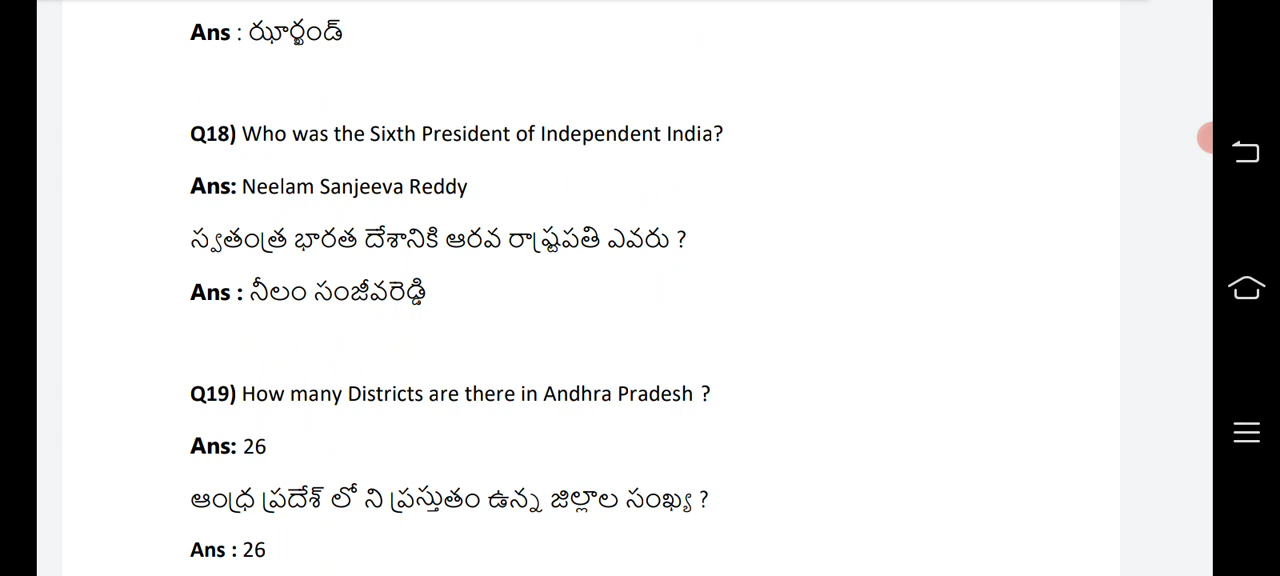 Ans : ఝార్ఖండ్
Q18) Who was the Sixth President of Independent India?
Ans: Neelam Sanjeeva Reddy
స్వతంత్ర భారత దేశానికి ఆరవ రాష్ట్రపతి ఎవరు ?
Ans : నీలం సంజీవరెడ్డి
Q19) How many Districts are there in Andhra Pradesh ?
Ans: 26
ఆంధ్ర ప్రదేశ్ లో ని ప్రస్తుతం ఉన్న జిల్లాల సంఖ్య ?
Ans : 26